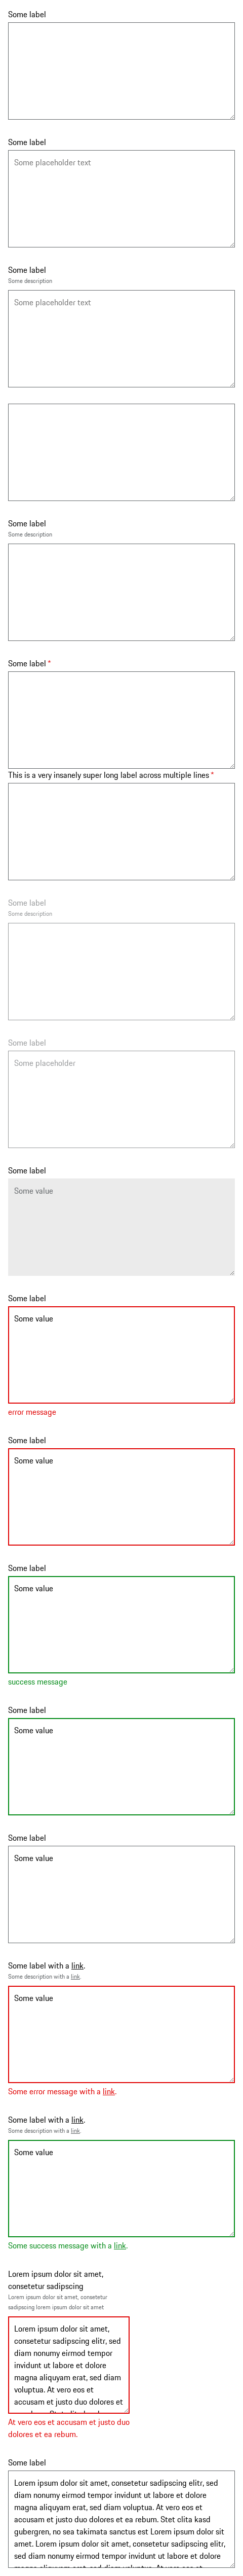 Some label
Some label
Some placeholder text
Some label
Some description
Some placeholder text
Some label
Some description
Some label *
This is a very insanely super long label across multiple lines *
Some label
Some description
Some label
Some placeholder
Some label
Some value
Some label
Some value
error message
Some label
Some value
Some label
Some value
success message
Some label
Some value
Some label
Some value
Some label with a link.
Some description with a link.
Some value
Some error message with a link.
Some label with a link.
Some description with a link.
Some value
Some success message with a link.
Lorem ipsum dolor sit amet,
consetetur sadipscing
Lorem ipsum dolor sit amet, consetetur
sadipscing lorem ipsum dolor sit amet
Lorem ipsum dolor sit amet,
consetetur sadipscing elitr, sed
diam nonumy eirmod tempor
invidunt ut labore et dolore
magna aliquyam erat, sed diam
voluptua. At vero eos et
accusam et justo duo dolores et
At vero eos et accusam et justo duo
dolores et ea rebum.
Some label
Lorem ipsum dolor sit amet, consetetur sadipscing elitr, sed
diam nonumy eirmod tempor invidunt ut labore et dolore
magna aliquyam erat, sed diam voluptua. At vero eos et
accusam et justo duo dolores et ea rebum. Stet clita kasd
gubergren, no sea takimata sanctus est Lorem ipsum dolor sit
amet. Lorem ipsum dolor sit amet, consetetur sadipscing elitr,
sed diam nonumy eirmod tempor invidunt ut labore et dolore